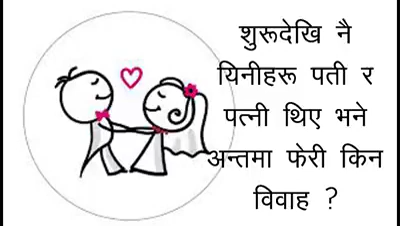 शुरूदेखि नै
यिनीहरू पती र
पत्नी थिए भने
अन्तमा फेरी किन
विवाह ?